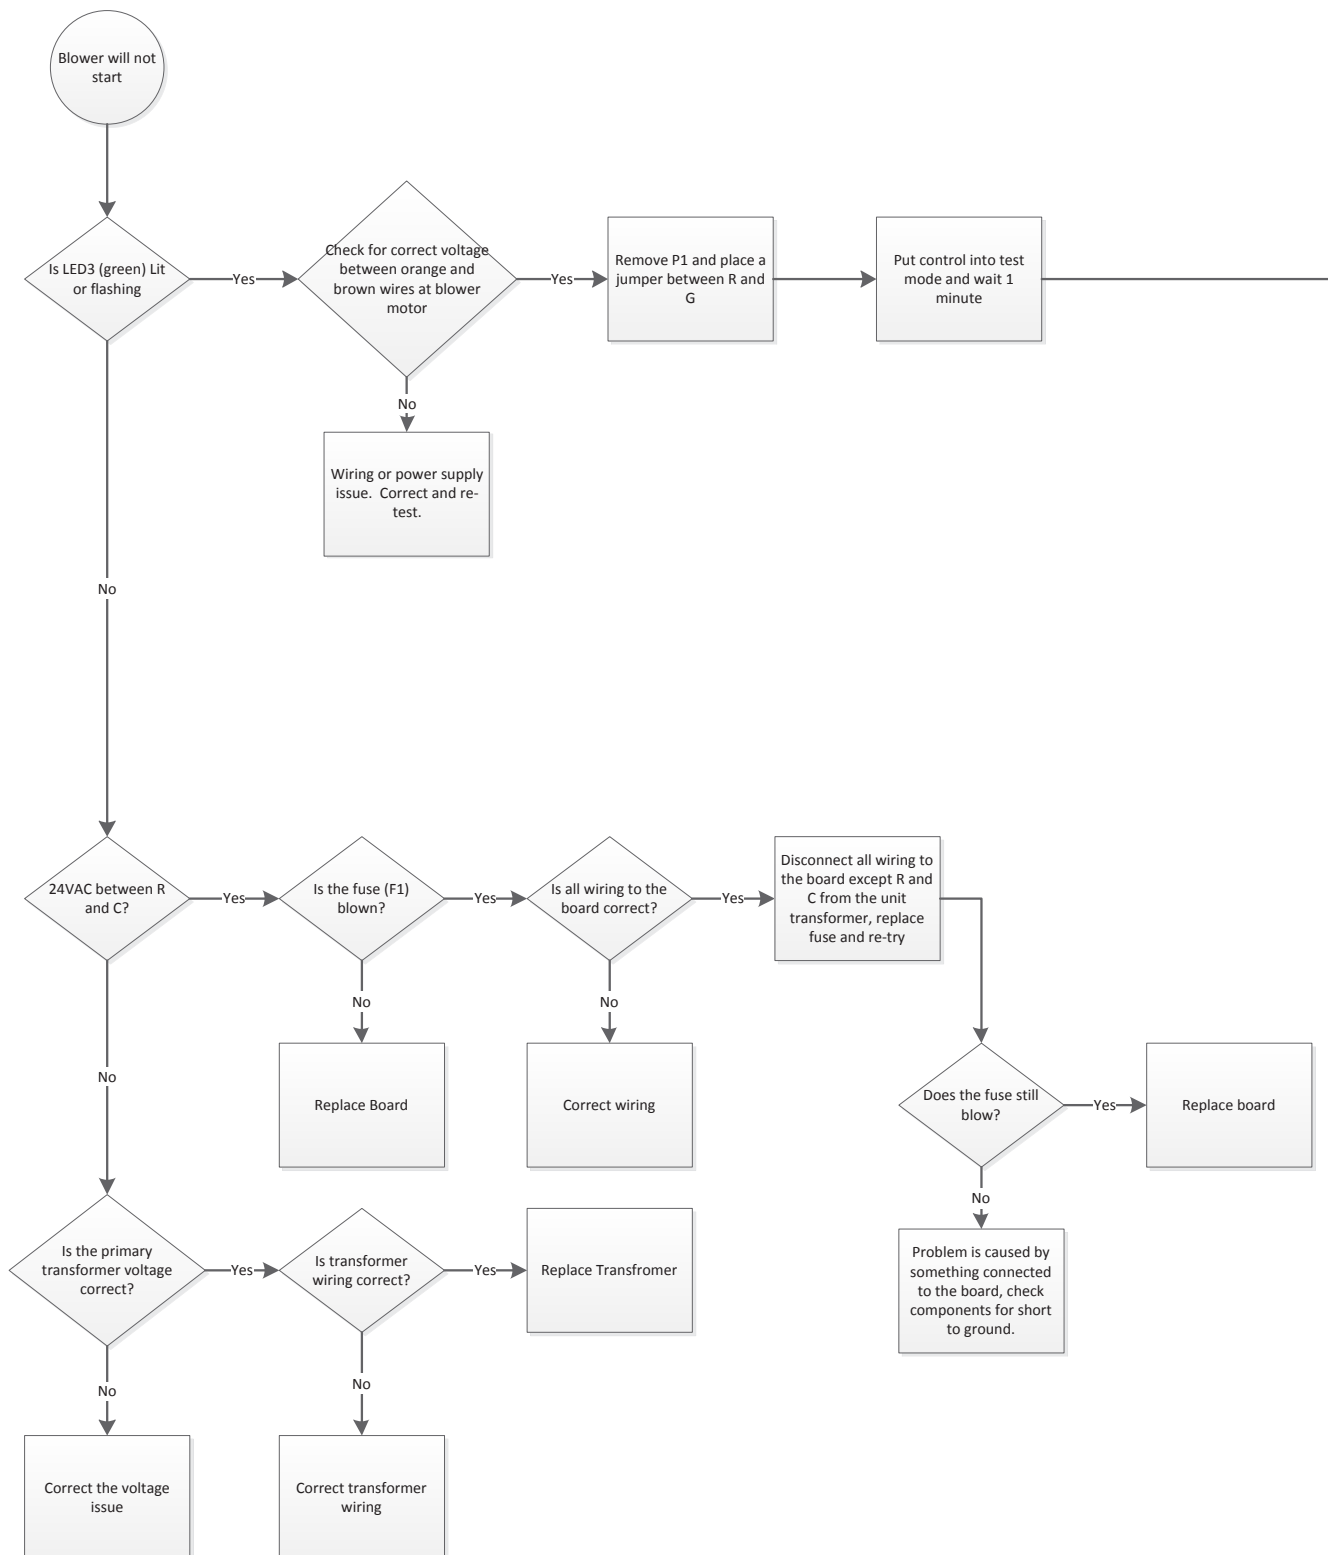 Blower will not
start
Is LED3 (green) Lit
or flashing
Yes
Check for correct voltage
between orange and
brown wires at blower
motor
Yes
Remove P1 and place a
jumper between R and
G
Put control into test
mode and wait 1
minute
No
Wiring or power supply
issue.  Correct and re-
test.
No
24VAC between R
and C?
Yes
Is the fuse (F1)
blown?
Yes
Is all wiring to the
board correct?
Yes
Disconnect all wiring to
the board except R and
C from the unit
transformer, replace
fuse and re-try
No
Replace Board
No
Correct wiring
Does the fuse still
blow?
Yes
Replace board
No
Problem is caused by
something connected
to the board, check
components for short
to ground.
No
Is the primary
transformer voltage
correct?
Yes
Is transformer
wiring correct?
Yes
Replace Transfromer
No
Correct the voltage
issue
No
Correct transformer
wiring